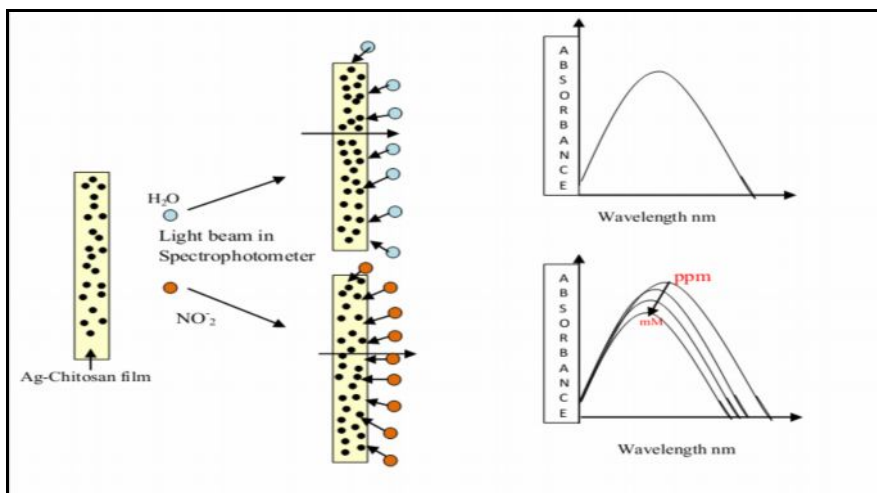 H₂O
Light beam in
Spectrophotometer
NO⁻₂
Ag-Chitosan film
ABSORBANCE
Wavelength nm
ABSORBANCE
ppm
mM
Wavelength nm